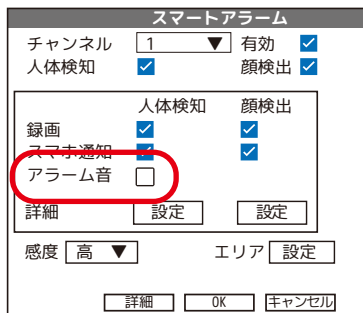 スマートアラーム
チャンネル 1 ▼ 有効
人体検知 顔検出
人体検知 顔検出
録画
スマホ通知
アラーム音
詳細 設定 設定
感度 高 ▼ エリア 設定
詳細 OK キャンセル